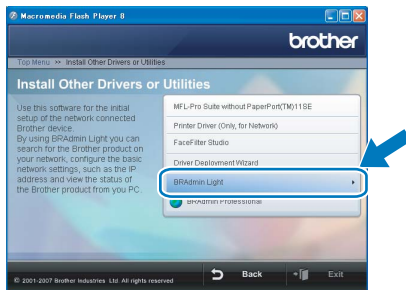 Macromedia Flash Player 8
brother
Top Menu >> Install Other Drivers or Utilities
Install Other Drivers or Utilities
Use this software for the initial
setup of the network connected
Brother device.
By using BRAdmin Light you can
search for the Brother product on
your network, configure the basic
network settings, such as the IP
address and view the status of
the Brother product from you PC.
MFL-Pro Suite without PaperPort(TM)11SE
Printer Driver (Only, for Network)
FaceFilter Studio
Driver Deployment Wizard
BRAdmin Light
BRAdmin Professional
© 2001-2007 Brother Industries Ltd. All rights reserved
Back
Exit